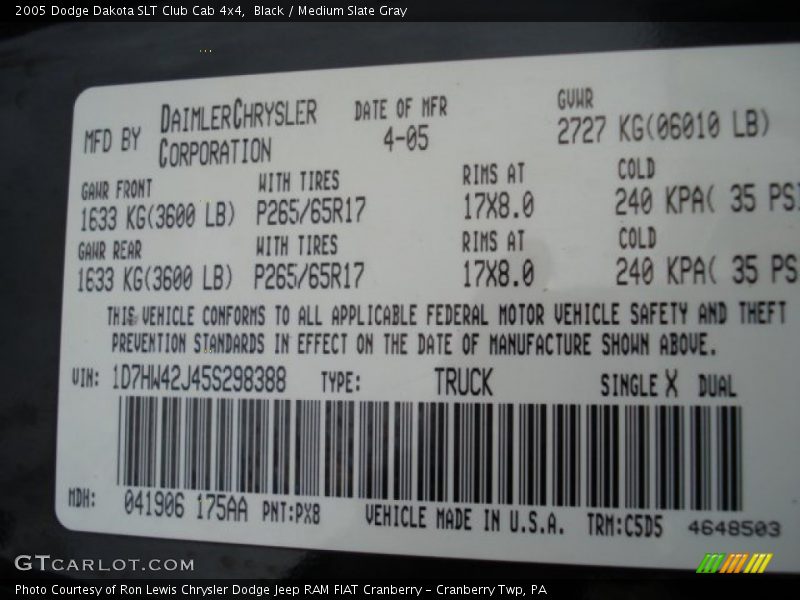 2005 Dodge Dakota SLT Club Cab 4x4,  Black / Medium Slate Gray
MFD BY DAIMLERCHRYSLER CORPORATION
DATE OF MFR
4-05
GVWR
2727 KG(06010 LB)
GAWR FRONT WITH TIRES RIMS AT COLD
1633 KG(3600 LB) P265/65R17 17X8.0 240 KPA( 35 PSI
GAWR REAR WITH TIRES RIMS AT COLD
1633 KG(3600 LB) P265/65R17 17X8.0 240 KPA( 35 PS
THIS VEHICLE CONFORMS TO ALL APPLICABLE FEDERAL MOTOR VEHICLE SAFETY AND THEFT
PREVENTION STANDARDS IN EFFECT ON THE DATE OF MANUFACTURE SHOWN ABOVE.
VIN: 1D7HW42J45S298388 TYPE: TRUCK SINGLE X DUAL
MDH: 041906 175AA PNT:PX8 VEHICLE MADE IN U.S.A. TRM:C5D5 4648503
GTCARLOT.COM
Photo Courtesy of Ron Lewis Chrysler Dodge Jeep RAM FIAT Cranberry – Cranberry Twp, PA